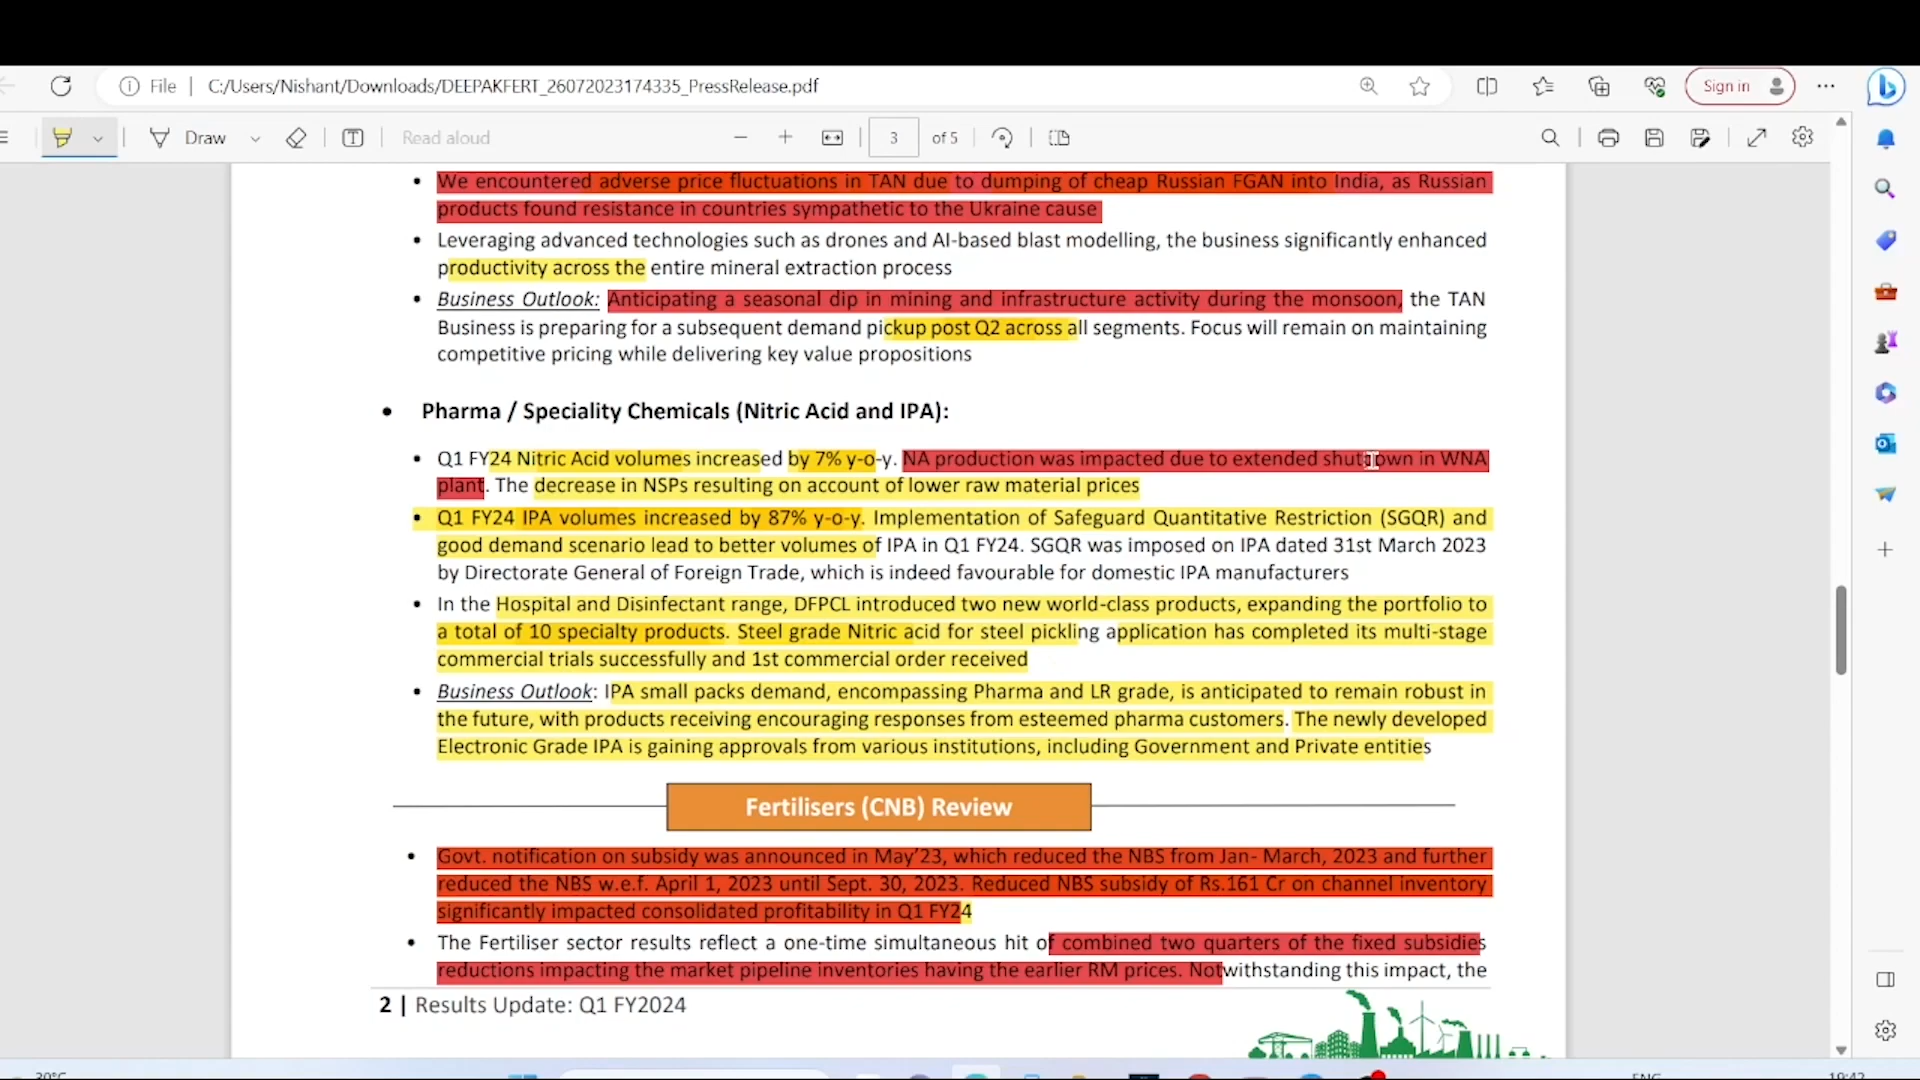 File | C:/Users/Nishant/Downloads/DEEPAKFERT_26072023174335_PressRelease.pdf
Sign in
Draw
Read aloud
3 of 5
• We encountered adverse price fluctuations in TAN due to dumping of cheap Russian FGAN into India, as Russian
products found resistance in countries sympathetic to the Ukraine cause
• Leveraging advanced technologies such as drones and AI-based blast modelling, the business significantly enhanced
productivity across the entire mineral extraction process
• Business Outlook: Anticipating a seasonal dip in mining and infrastructure activity during the monsoon, the TAN
Business is preparing for a subsequent demand pickup post Q2 across all segments. Focus will remain on maintaining
competitive pricing while delivering key value propositions
• Pharma / Speciality Chemicals (Nitric Acid and IPA):
• Q1 FY24 Nitric Acid volumes increased by 7% y-o-y. NA production was impacted due to extended shutdown in WNA
plant. The decrease in NSPs resulting on account of lower raw material prices
• Q1 FY24 IPA volumes increased by 87% y-o-y. Implementation of Safeguard Quantitative Restriction (SGQR) and
good demand scenario lead to better volumes of IPA in Q1 FY24. SGQR was imposed on IPA dated 31st March 2023
by Directorate General of Foreign Trade, which is indeed favourable for domestic IPA manufacturers
• In the Hospital and Disinfectant range, DFPCL introduced two new world-class products, expanding the portfolio to
a total of 10 specialty products. Steel grade Nitric acid for steel pickling application has completed its multi-stage
commercial trials successfully and 1st commercial order received
• Business Outlook: IPA small packs demand, encompassing Pharma and LR grade, is anticipated to remain robust in
the future, with products receiving encouraging responses from esteemed pharma customers. The newly developed
Electronic Grade IPA is gaining approvals from various institutions, including Government and Private entities
Fertilisers (CNB) Review
• Govt. notification on subsidy was announced in May'23, which reduced the NBS from Jan- March, 2023 and further
reduced the NBS w.e.f. April 1, 2023 until Sept. 30, 2023. Reduced NBS subsidy of Rs.161 Cr on channel inventory
significantly impacted consolidated profitability in Q1 FY24
• The Fertiliser sector results reflect a one-time simultaneous hit of combined two quarters of the fixed subsidies
reductions impacting the market pipeline inventories having the earlier RM prices. Notwithstanding this impact, the
2 | Results Update: Q1 FY2024